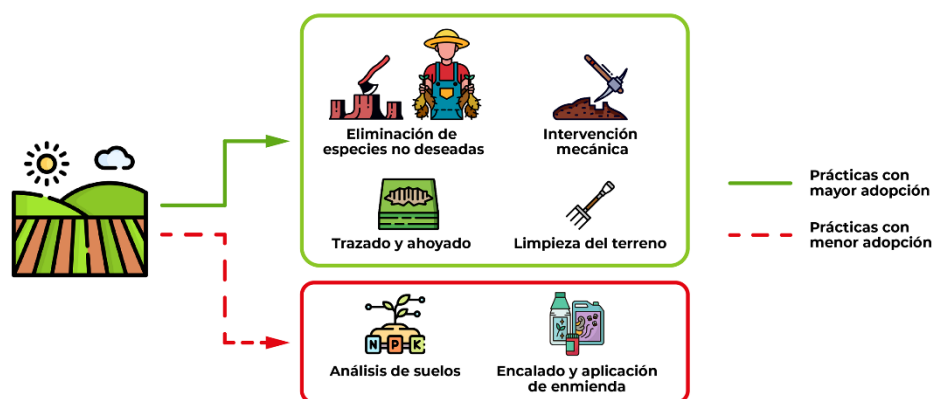 Eliminación de
especies no deseadas
Intervención
mecánica
Trazado y ahoyado
Limpieza del terreno
Prácticas con
mayor adopción
Prácticas con
menor adopción
N P K
Análisis de suelos
Encalado y aplicación
de enmienda